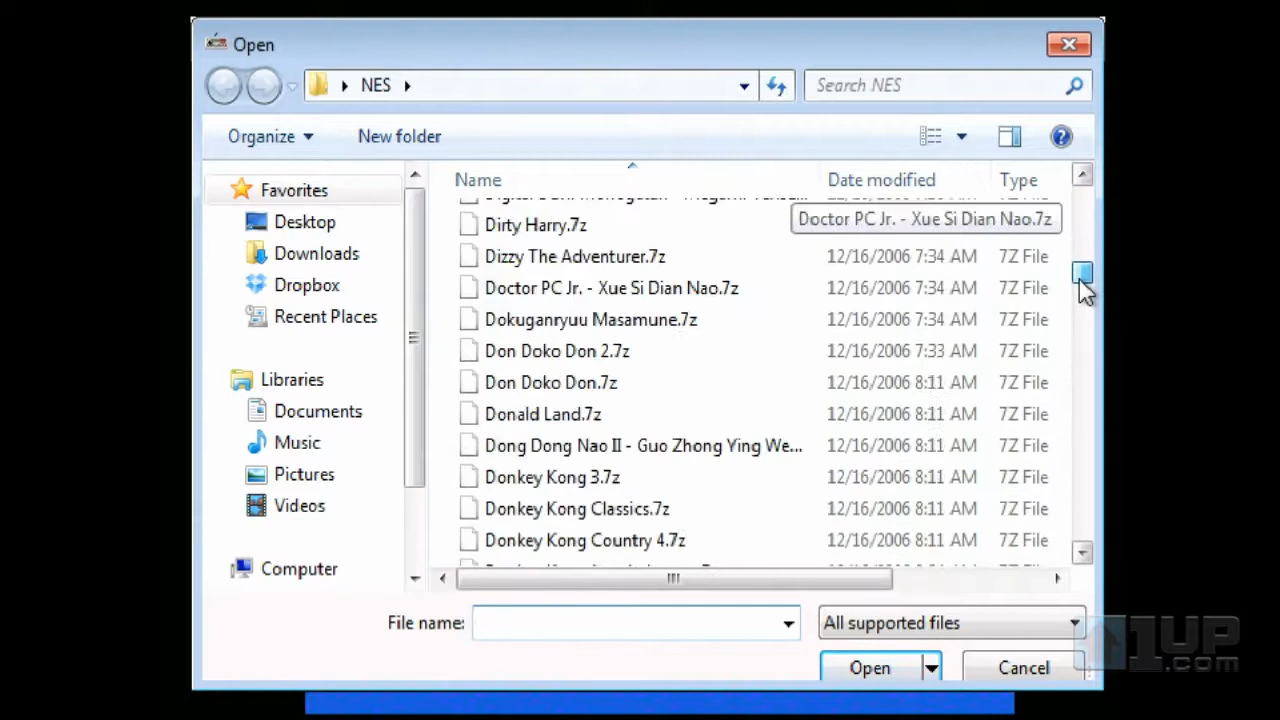 Open
NES
Search NES
Organize
New folder
Name Date modified Type
Favorites
Desktop
Downloads
Dropbox
Recent Places
Libraries
Documents
Music
Pictures
Videos
Computer
Dirty Harry.7z
Doctor PC Jr. - Xue Si Dian Nao.7z
Dizzy The Adventurer.7z 12/16/2006 7:34 AM 7Z File
Doctor PC Jr. - Xue Si Dian Nao.7z 12/16/2006 7:34 AM 7Z File
Dokuganryuu Masamune.7z 12/16/2006 7:34 AM 7Z File
Don Doko Don 2.7z 12/16/2006 7:33 AM 7Z File
Don Doko Don.7z 12/16/2006 8:11 AM 7Z File
Donald Land.7z 12/16/2006 8:11 AM 7Z File
Dong Dong Nao II - Guo Zhong Ying We... 12/16/2006 8:11 AM 7Z File
Donkey Kong 3.7z 12/16/2006 8:11 AM 7Z File
Donkey Kong Classics.7z 12/16/2006 8:11 AM 7Z File
Donkey Kong Country 4.7z 12/16/2006 8:11 AM 7Z File
File name:
All supported files
Open
Cancel
1UP
.com